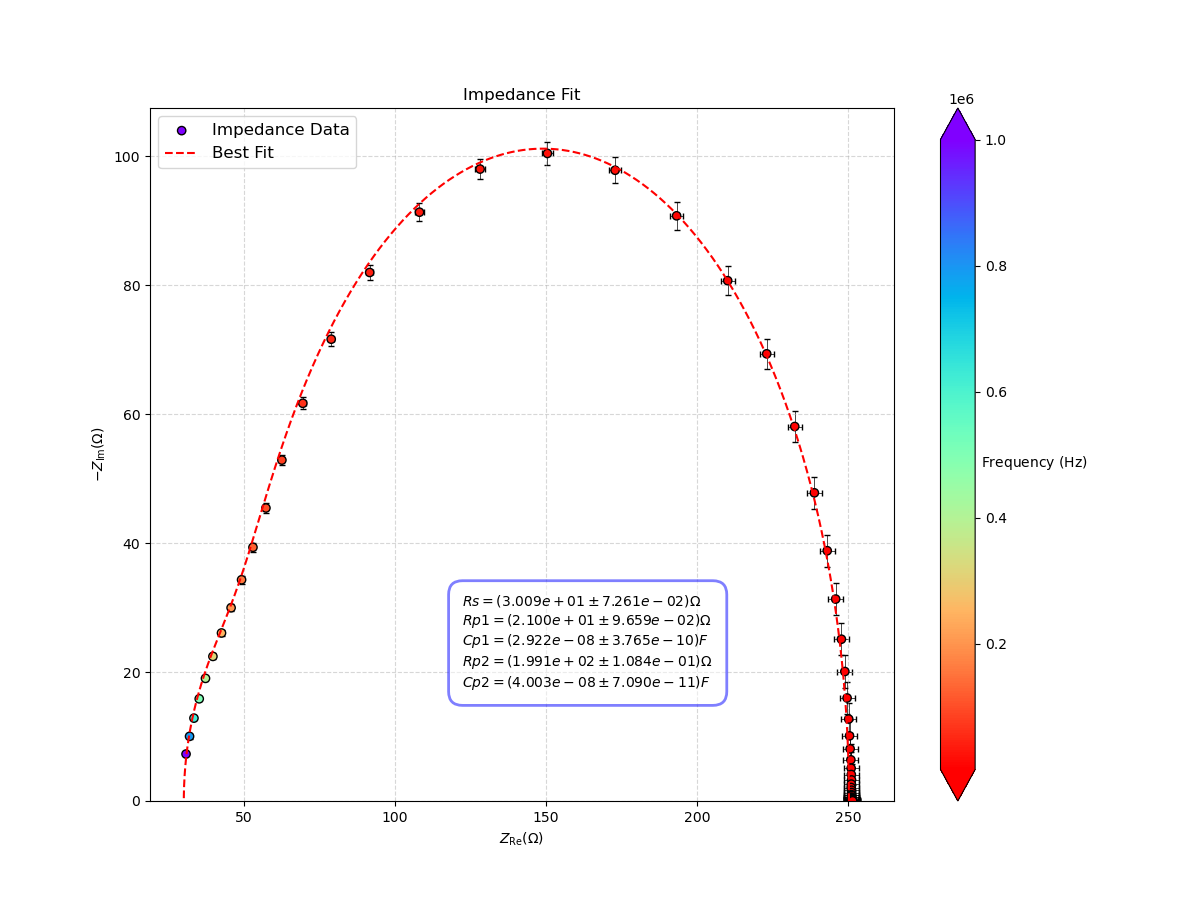 Impedance Fit
1e6
Impedance Data
Best Fit
100
80
60
40
20
0
−Z_Im(Ω)
50
100
150
200
250
Z_Re(Ω)
Rs = (3.009e + 01 ± 7.261e − 02)Ω
Rp1 = (2.100e + 01 ± 9.659e − 02)Ω
Cp1 = (2.922e − 08 ± 3.765e − 10)F
Rp2 = (1.991e + 02 ± 1.084e − 01)Ω
Cp2 = (4.003e − 08 ± 7.090e − 11)F
1.0
0.8
0.6
0.4
0.2
Frequency (Hz)